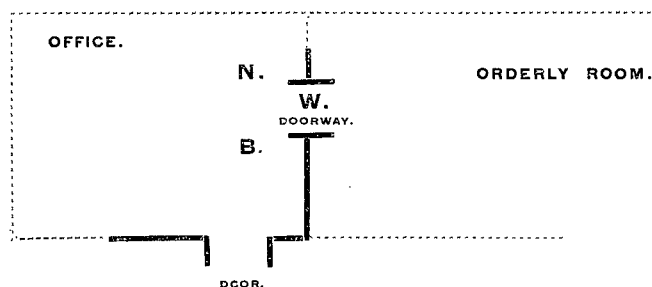 OFFICE.
N.
ORDERLY ROOM.
W.
DOORWAY.
B.
DOOR.